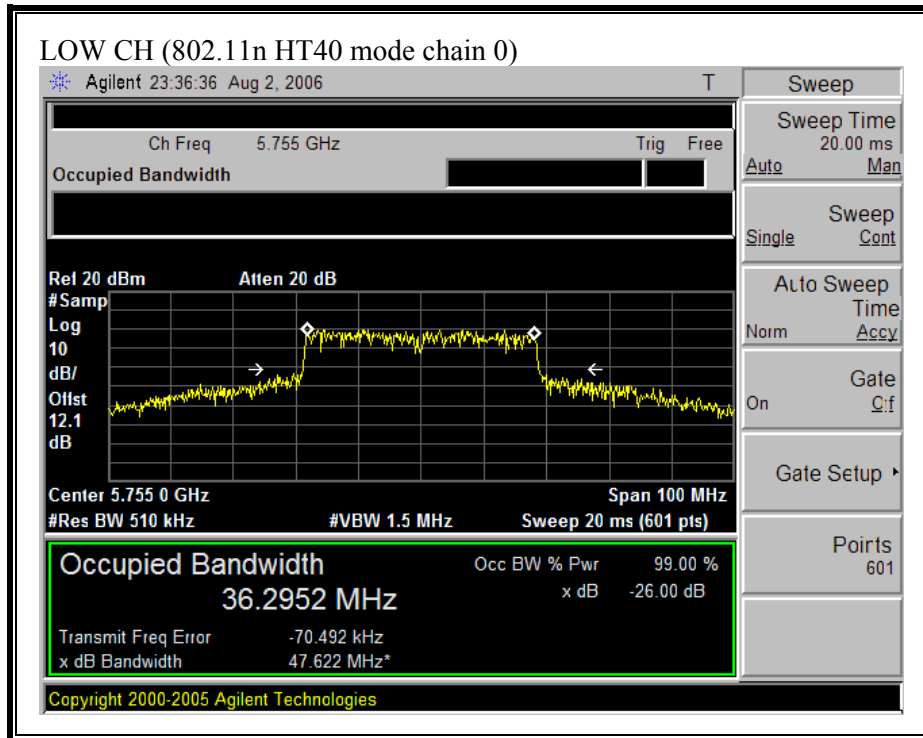 LOW CH (802.11n HT40 mode chain 0)
Agilent 23:36:36 Aug 2, 2006 T
Ch Freq 5.755 GHz Trig Free
Occupied Bandwidth
Ref 20 dBm Atten 20 dB
#Samp
Log
10
dB/
Offst
12.1
dB
Center 5.755 0 GHz Span 100 MHz
#Res BW 510 kHz #VBW 1.5 MHz Sweep 20 ms (601 pts)
Occupied Bandwidth Occ BW % Pwr 99.00 %
36.2952 MHz x dB -26.00 dB
Transmit Freq Error -70.492 kHz
x dB Bandwidth 47.622 MHz*
Copyright 2000-2005 Agilent Technologies
Sweep
Sweep Time
20.00 ms
Auto Man
Sweep
Single Cont
Auto Sweep
Time
Norm Accy
Gate
On Off
Gate Setup
Points
601